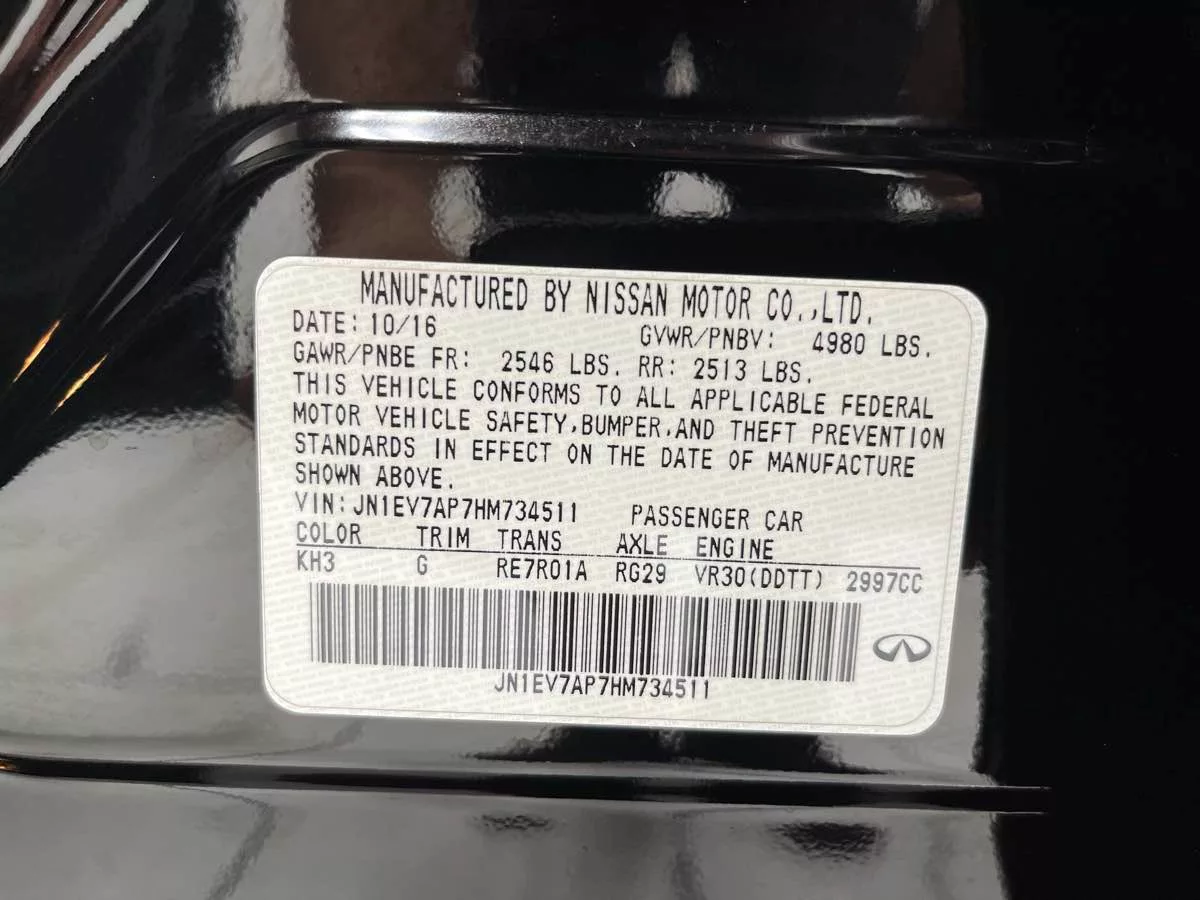 MANUFACTURED BY NISSAN MOTOR CO.,LTD.
DATE: 10/16 GVWR/PNBV: 4980 LBS.
GAWR/PNBE FR: 2546 LBS. RR: 2513 LBS.
THIS VEHICLE CONFORMS TO ALL APPLICABLE FEDERAL
MOTOR VEHICLE SAFETY,BUMPER,AND THEFT PREVENTION
STANDARDS IN EFFECT ON THE DATE OF MANUFACTURE
SHOWN ABOVE.
VIN:JN1EV7AP7HM734511 PASSENGER CAR
COLOR TRIM TRANS AXLE ENGINE
KH3 G RE7R01A RG29 VR30(DDTT) 2997CC
JN1EV7AP7HM734511